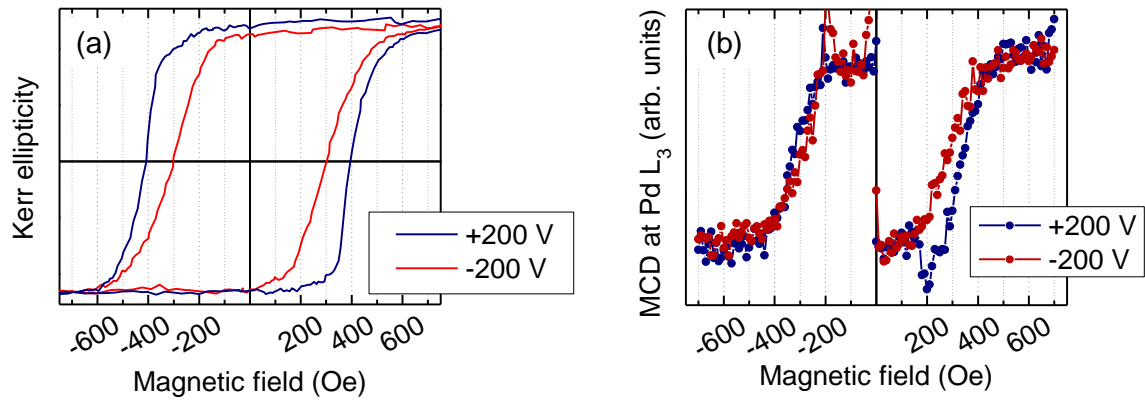 (a)
Kerr ellipticity
+200 V
-200 V
-600 -400 -200 200 400 600
Magnetic field (Oe)
(b)
MCD at Pd L3 (arb. units)
+200 V
-200 V
-600 -400 -200 0 200 400 600
Magnetic field (Oe)